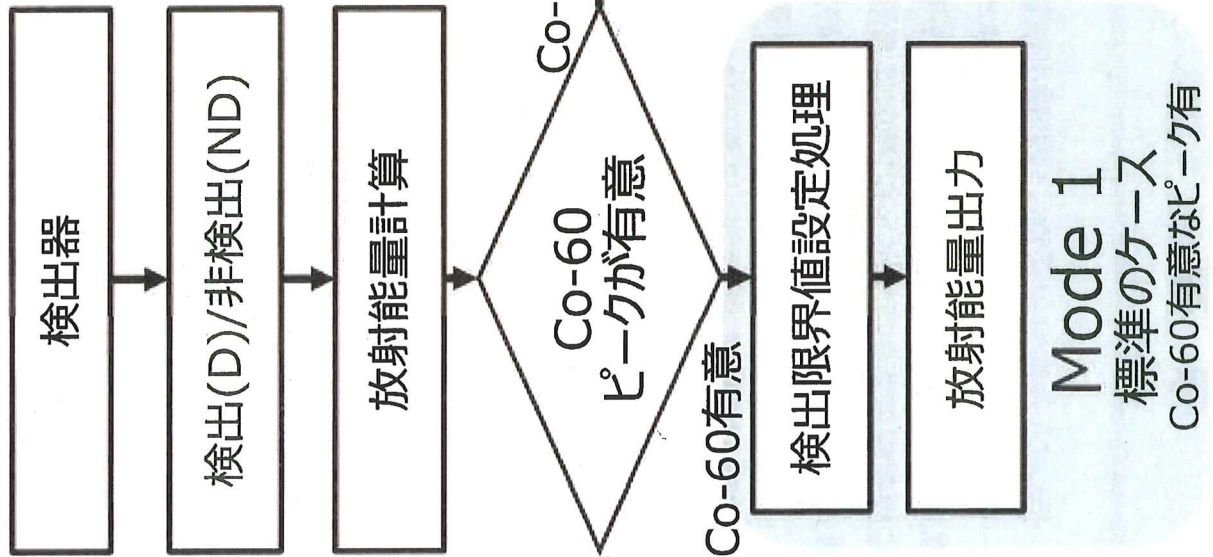 検出器
検出(D)/非検出(ND)
放射能量計算
Co-60
ピークが有意
Co-
Co-60有意
検出限界値設定処理
放射能量出力
Mode 1
標準のケース
Co-60有意なピーク有